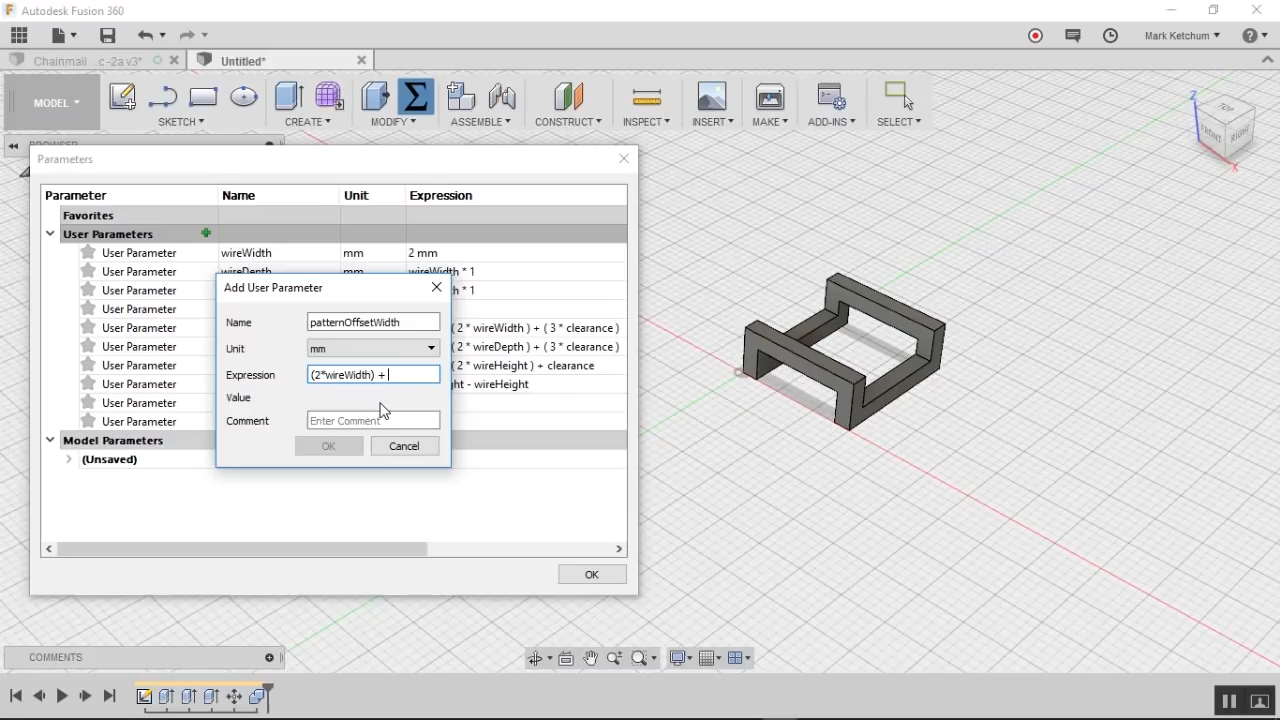 Autodesk Fusion 360
Mark Ketchum
Chainmail ...c-2a v3*
Untitled*
MODEL
SKETCH
CREATE
MODIFY
ASSEMBLE
CONSTRUCT
INSPECT
INSERT
MAKE
ADD-INS
SELECT
BROWSER
Parameters
Parameter Name Unit Expression
Favorites
User Parameters
User Parameter wireWidth mm 2 mm
User Parameter wireDepth mm wireWidth * 1
User Parameter * 1
User Parameter
User Parameter ( 2 * wireWidth ) + ( 3 * clearance )
User Parameter ( 2 * wireDepth ) + ( 3 * clearance )
User Parameter ( 2 * wireHeight ) + clearance
User Parameter ght - wireHeight
User Parameter
User Parameter
Model Parameters
(Unsaved)
OK
Add User Parameter
Name patternOffsetWidth
Unit mm
Expression (2*wireWidth) +
Value
Comment Enter Comment
OK Cancel
FRONT
RIGHT
Z
X
COMMENTS